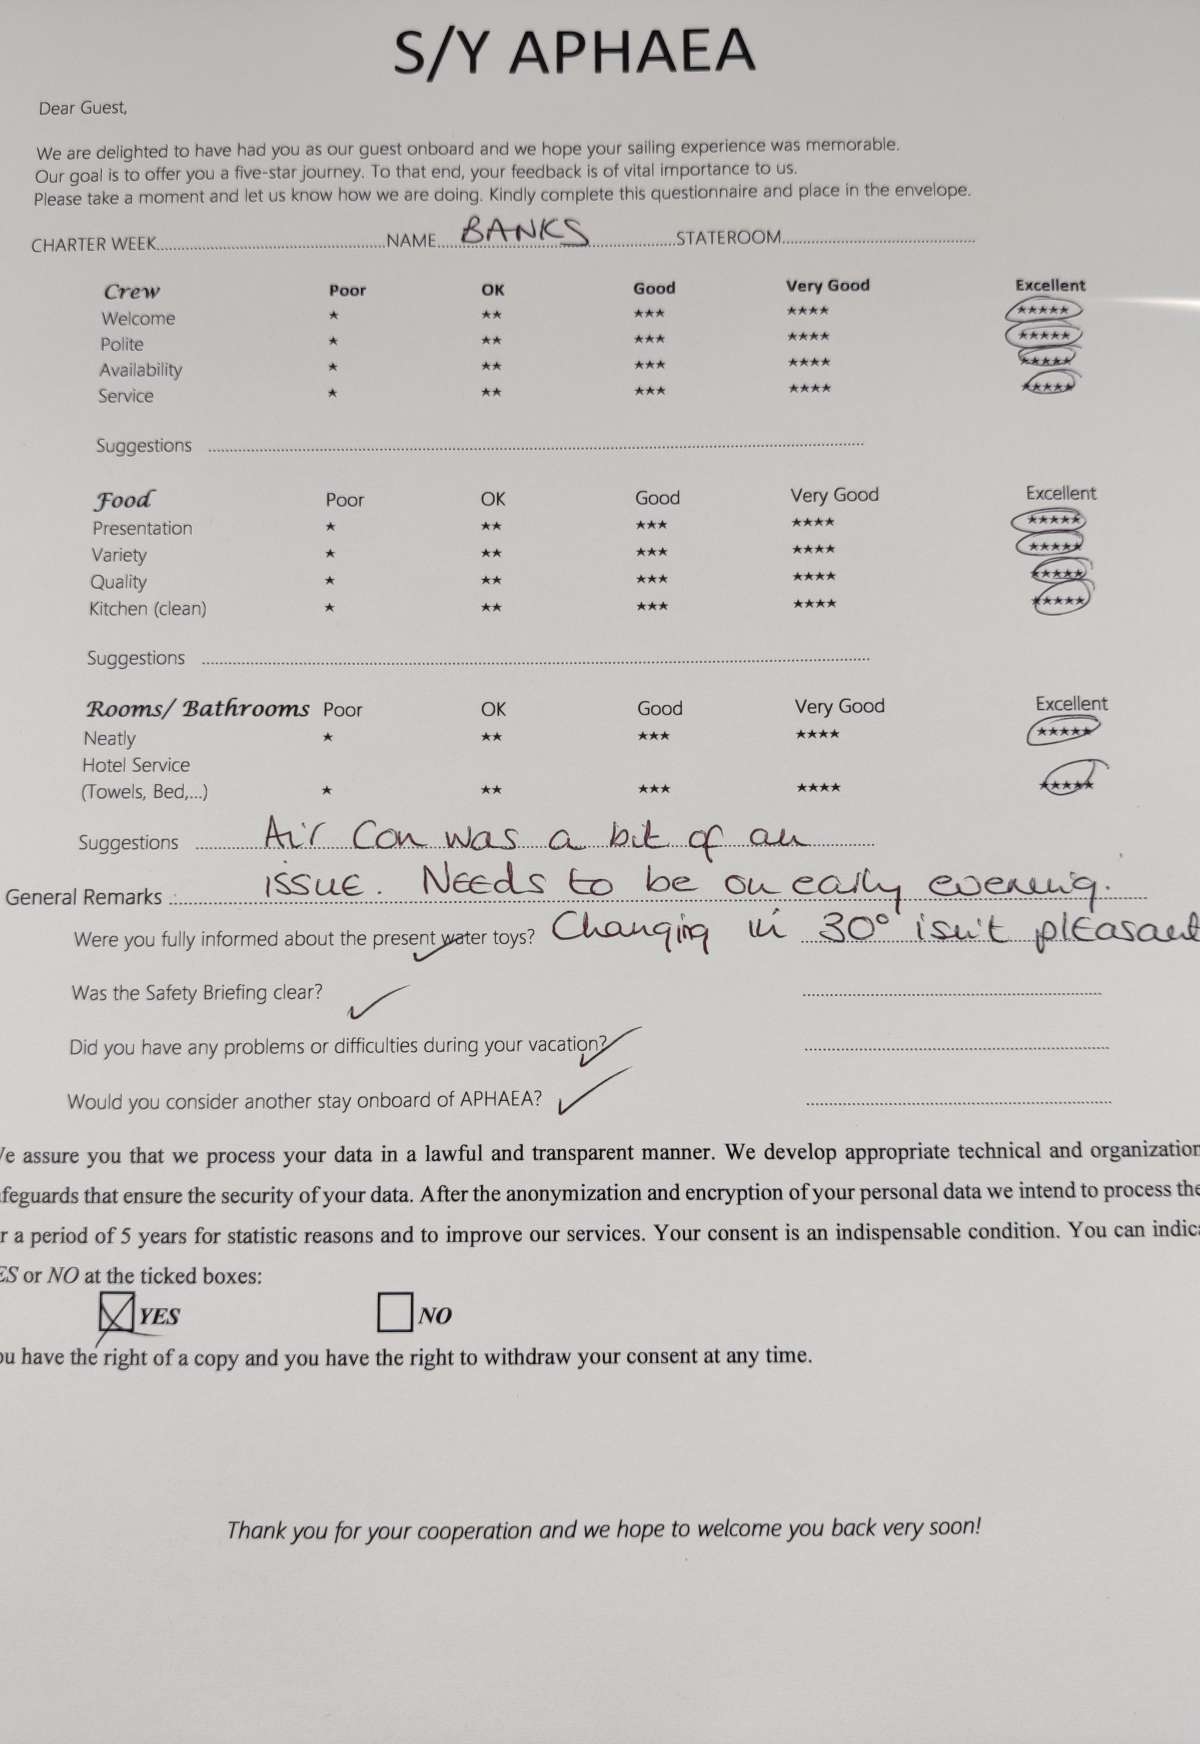 S/Y APHAEA
Dear Guest,
We are delighted to have had you as our guest onboard and we hope your sailing experience was memorable.
Our goal is to offer you a five-star journey. To that end, your feedback is of vital importance to us.
Please take a moment and let us know how we are doing. Kindly complete this questionnaire and place in the envelope.
CHARTER WEEK..........NAME....BANKS..........STATEROOM..........
Crew Poor OK Good Very Good Excellent
Welcome ★ ★★ ★★★ ★★★★ ★★★★★
Polite ★ ★★ ★★★ ★★★★ ★★★★★
Availability ★ ★★ ★★★ ★★★★ ★★★★★
Service ★ ★★ ★★★ ★★★★ ★★★★★
Suggestions ..........
Food Poor OK Good Very Good Excellent
Presentation ★ ★★ ★★★ ★★★★ ★★★★★
Variety ★ ★★ ★★★ ★★★★ ★★★★★
Quality ★ ★★ ★★★ ★★★★ ★★★★★
Kitchen (clean) ★ ★★ ★★★ ★★★★ ★★★★★
Suggestions ..........
Rooms/ Bathrooms Poor OK Good Very Good Excellent
Neatly ★ ★★ ★★★ ★★★★ ★★★★★
Hotel Service
(Towels, Bed,...) ★ ★★ ★★★ ★★★★ ★★★★★
Suggestions Air Con was a bit of an
General Remarks .: issue. Needs to be on early evening.
Were you fully informed about the present water toys? ✓ Changing in 30° isn't pleasant
Was the Safety Briefing clear? ✓ ..........
Did you have any problems or difficulties during your vacation? ✓ ..........
Would you consider another stay onboard of APHAEA? ✓ ..........
assure you that we process your data in a lawful and transparent manner. We develop appropriate technical and organization
feguards that ensure the security of your data. After the anonymization and encryption of your personal data we intend to process the
r a period of 5 years for statistic reasons and to improve our services. Your consent is an indispensable condition. You can indic
ES or NO at the ticked boxes:
☒ YES ☐ NO
ou have the right of a copy and you have the right to withdraw your consent at any time.
Thank you for your cooperation and we hope to welcome you back very soon!